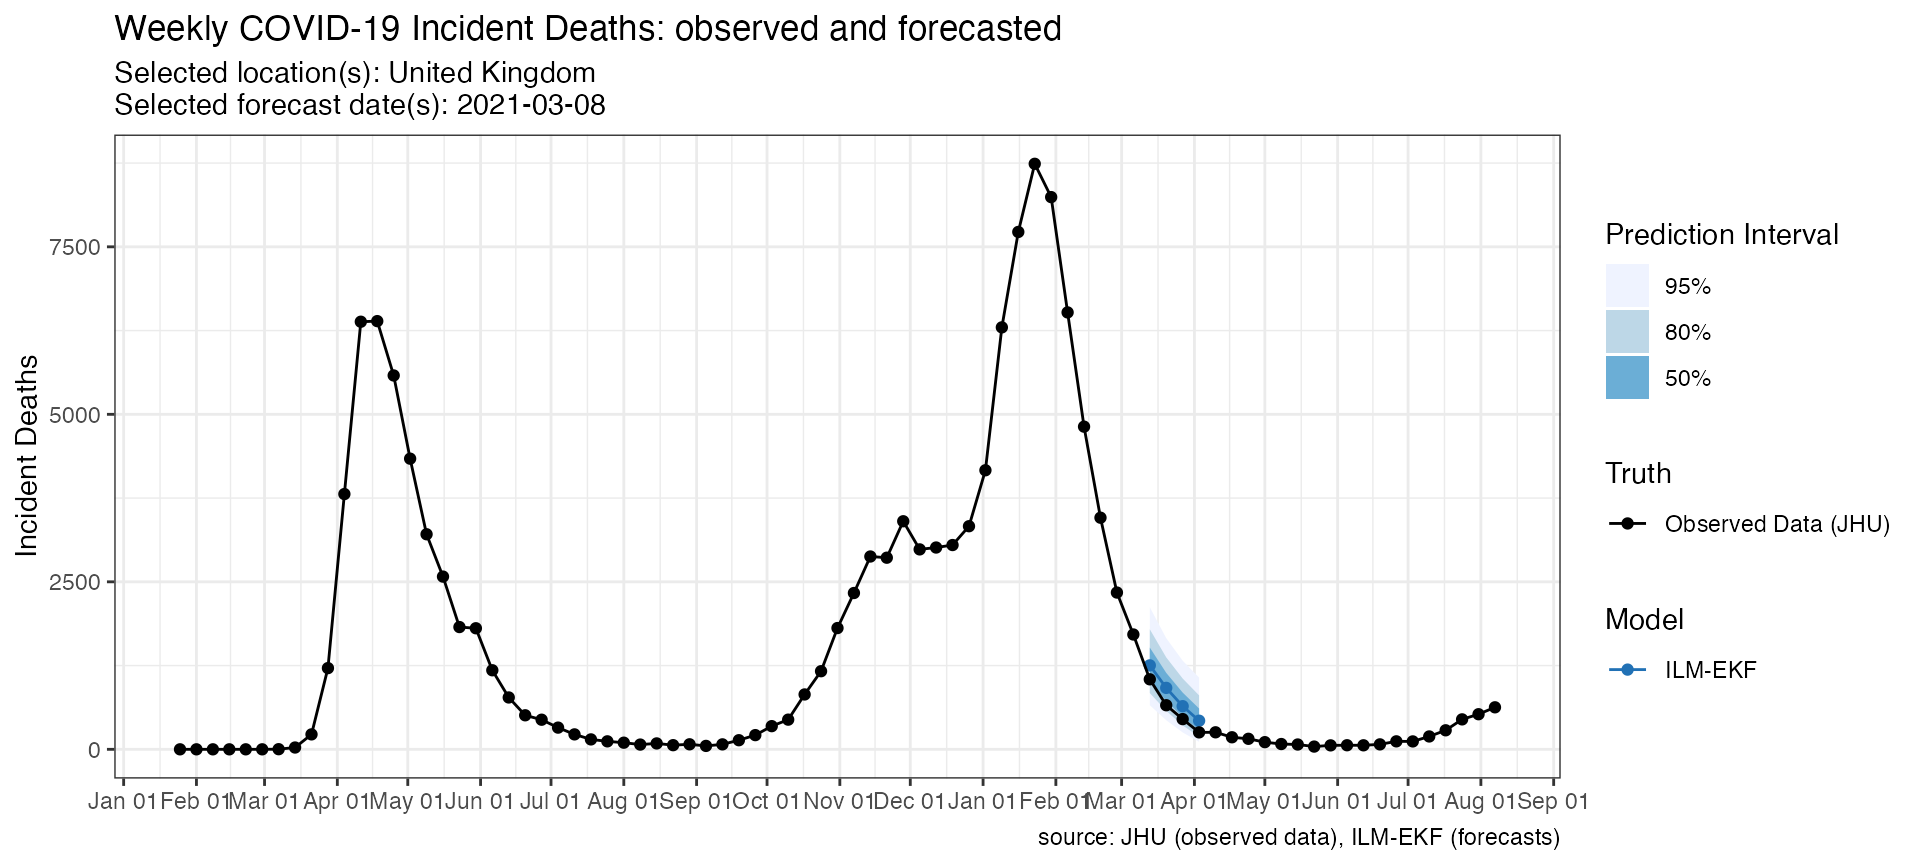 Weekly COVID-19 Incident Deaths: observed and forecasted
Selected location(s): United Kingdom
Selected forecast date(s): 2021-03-08
Incident Deaths
7500
5000
2500
0
Jan 01 Feb 01 Mar 01 Apr 01 May 01 Jun 01 Jul 01 Aug 01 Sep 01 Oct 01 Nov 01 Dec 01 Jan 01 Feb 01 Mar 01 Apr 01 May 01 Jun 01 Jul 01 Aug 01 Sep 01
source: JHU (observed data), ILM-EKF (forecasts)
Prediction Interval
95%
80%
50%
Truth
Observed Data (JHU)
Model
ILM-EKF